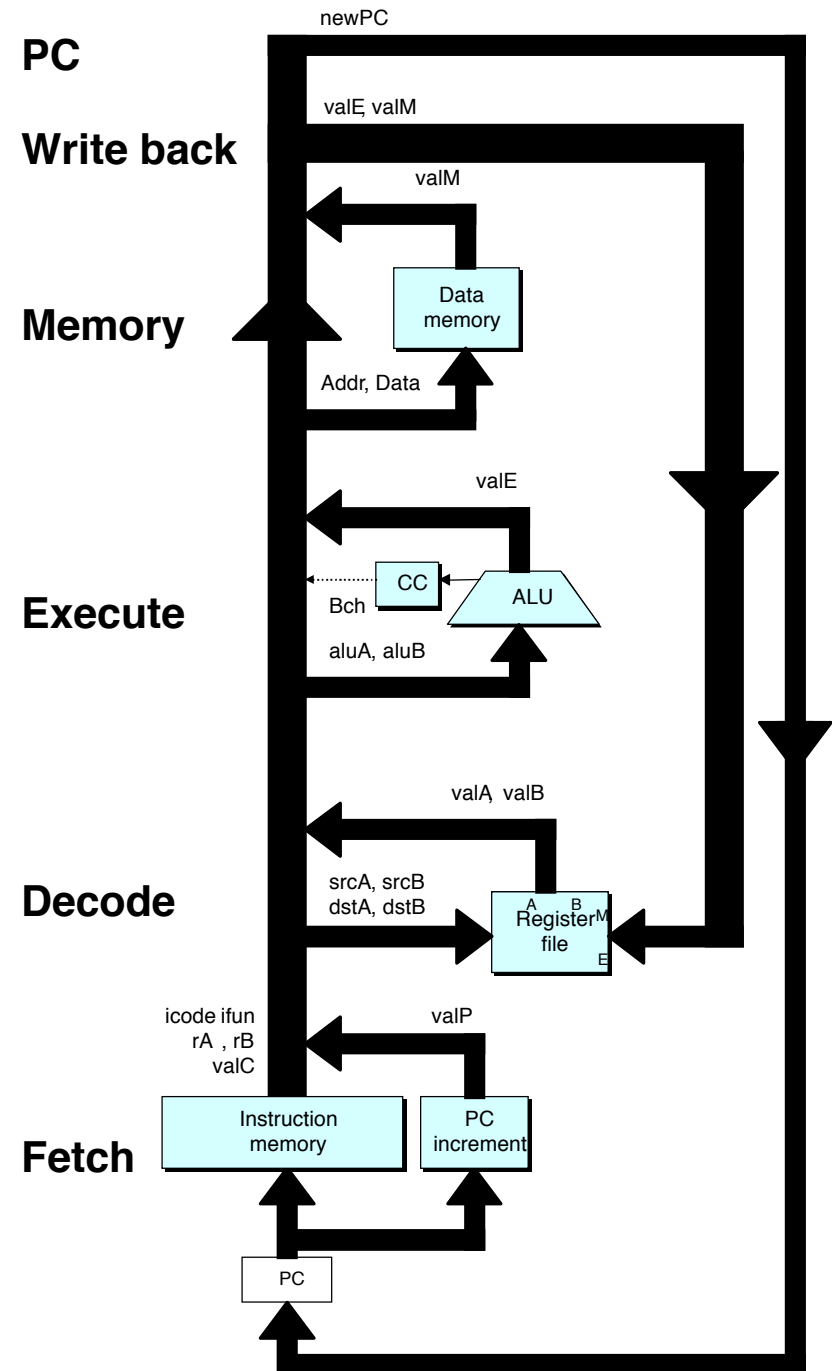 newPC
PC
valE, valM
Write back
valM
Data
memory
Memory
Addr, Data
valE
CC
ALU
Bch
Execute
aluA, aluB
valA, valB
srcA, srcB
dstA, dstB
Decode
A B
Register M
file
E
icode ifun
rA , rB
valC
valP
Instruction
memory
PC
increment
Fetch
PC